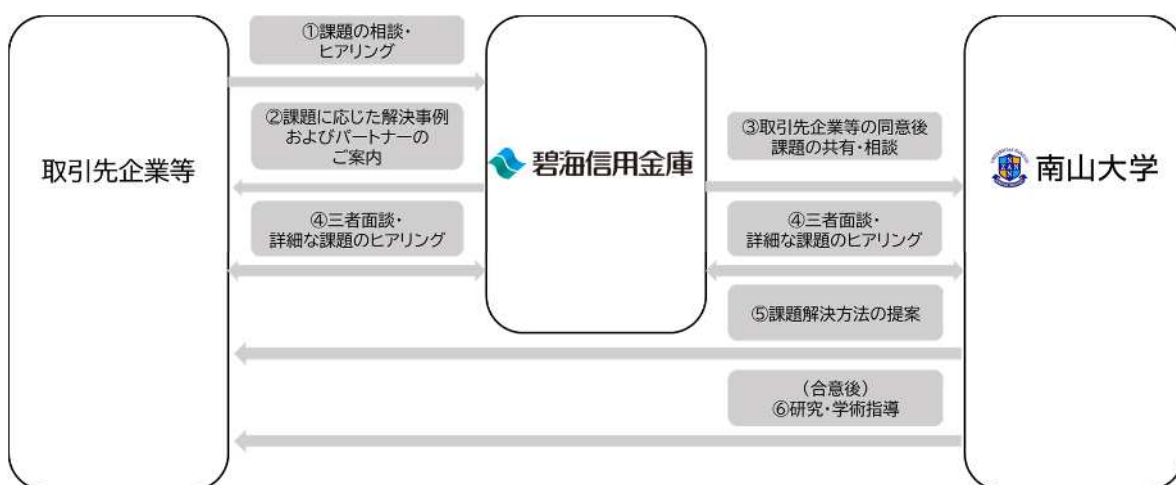 ①課題の相談・
ヒアリング
②課題に応じた解決事例
およびパートナーの
ご案内
③取引先企業等の同意後
課題の共有・相談
取引先企業等
碧海信用金庫
南山大学
④三者面談・
詳細な課題のヒアリング
④三者面談・
詳細な課題のヒアリング
⑤課題解決方法の提案
(合意後)
⑥研究・学術指導